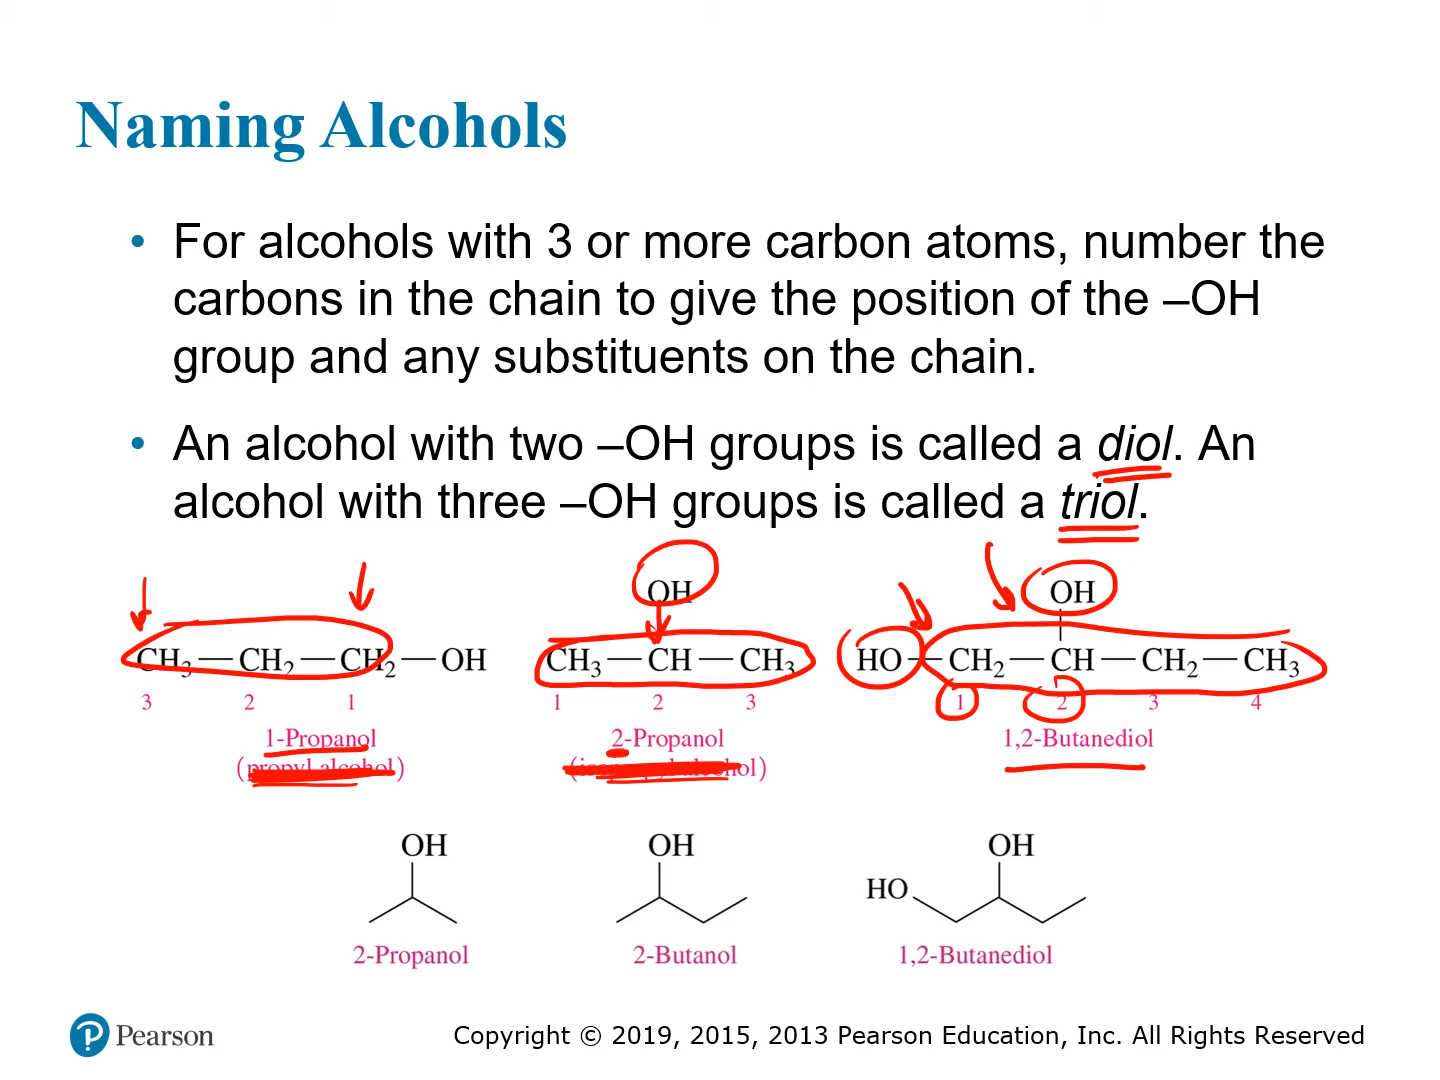 Naming Alcohols
• For alcohols with 3 or more carbon atoms, number the
carbons in the chain to give the position of the –OH
group and any substituents on the chain.
• An alcohol with two –OH groups is called a diol. An
alcohol with three –OH groups is called a triol.
OH OH
CH₃—CH₂—CH₂—OH CH₃—CH—CH₃ HO—CH₂—CH—CH₂—CH₃
3 2 1 1 2 3 1 2 3 4
1-Propanol 2-Propanol 1,2-Butanediol
(propyl alcohol) (isopropyl alcohol)
OH OH OH
HO
2-Propanol 2-Butanol 1,2-Butanediol
P Pearson Copyright © 2019, 2015, 2013 Pearson Education, Inc. All Rights Reserved